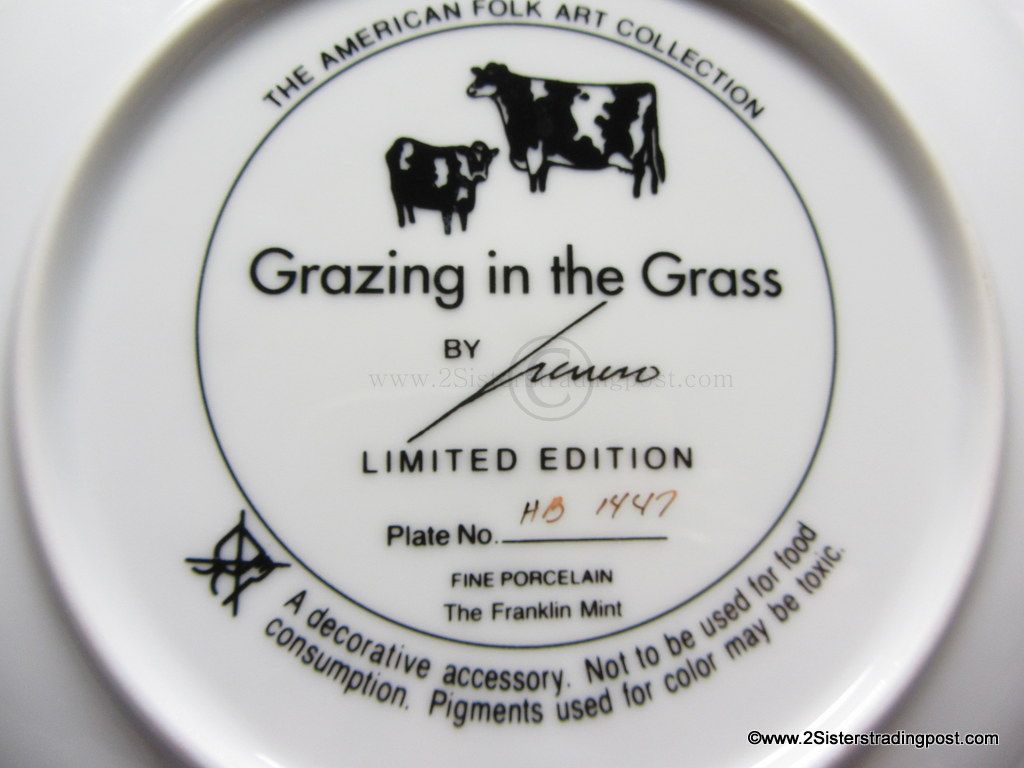 THE AMERICAN FOLK ART COLLECTION
Grazing in the Grass
BY
www.2Sisterstradingpost.com
©
LIMITED EDITION
Plate No. HB 1447
FINE PORCELAIN
The Franklin Mint
A decorative accessory. Not to be used for food
consumption. Pigments used for color may be toxic.
©www.2Sisterstradingpost.com